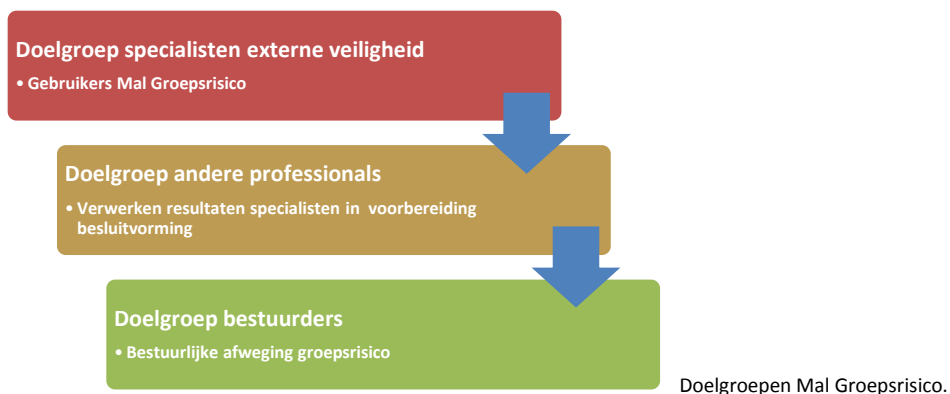 Doelgroep specialisten externe veiligheid
• Gebruikers Mal Groepsrisico
Doelgroep andere professionals
• Verwerken resultaten specialisten in voorbereiding
besluitvorming
Doelgroep bestuurders
• Bestuurlijke afweging groepsrisico
Doelgroepen Mal Groepsrisico.